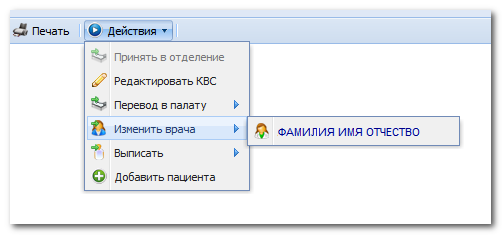 Печать Действия
Принять в отделение
Редактировать КВС
Перевод в палату
Изменить врача
ФАМИЛИЯ ИМЯ ОТЧЕСТВО
Выписать
Добавить пациента